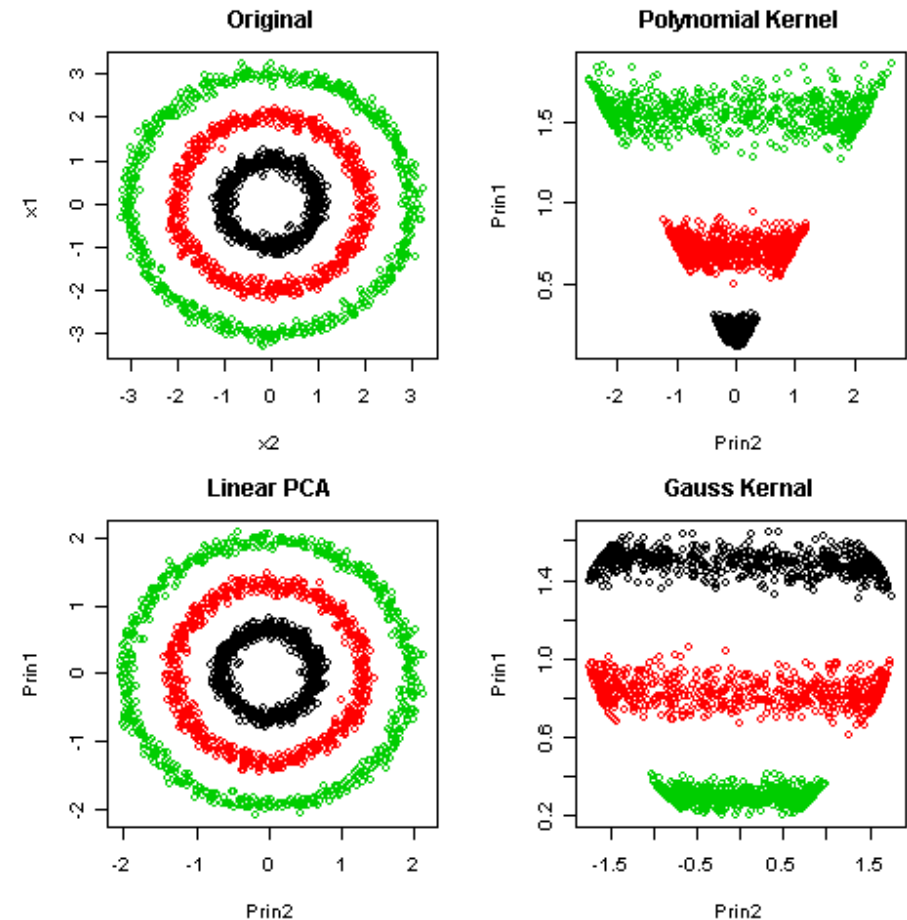 Original
3
2
1
0
-1
-2
-3
x1
-3 -2 -1 0 1 2 3
x2
Polynomial Kernel
1.5
1.0
0.5
Prin1
-2 -1 0 1 2
Prin2
Linear PCA
2
1
0
-1
-2
Prin1
-2 -1 0 1 2
Prin2
Gauss Kernal
1.4
1.0
0.6
0.2
Prin1
-1.5 -0.5 0.5 1.5
Prin2